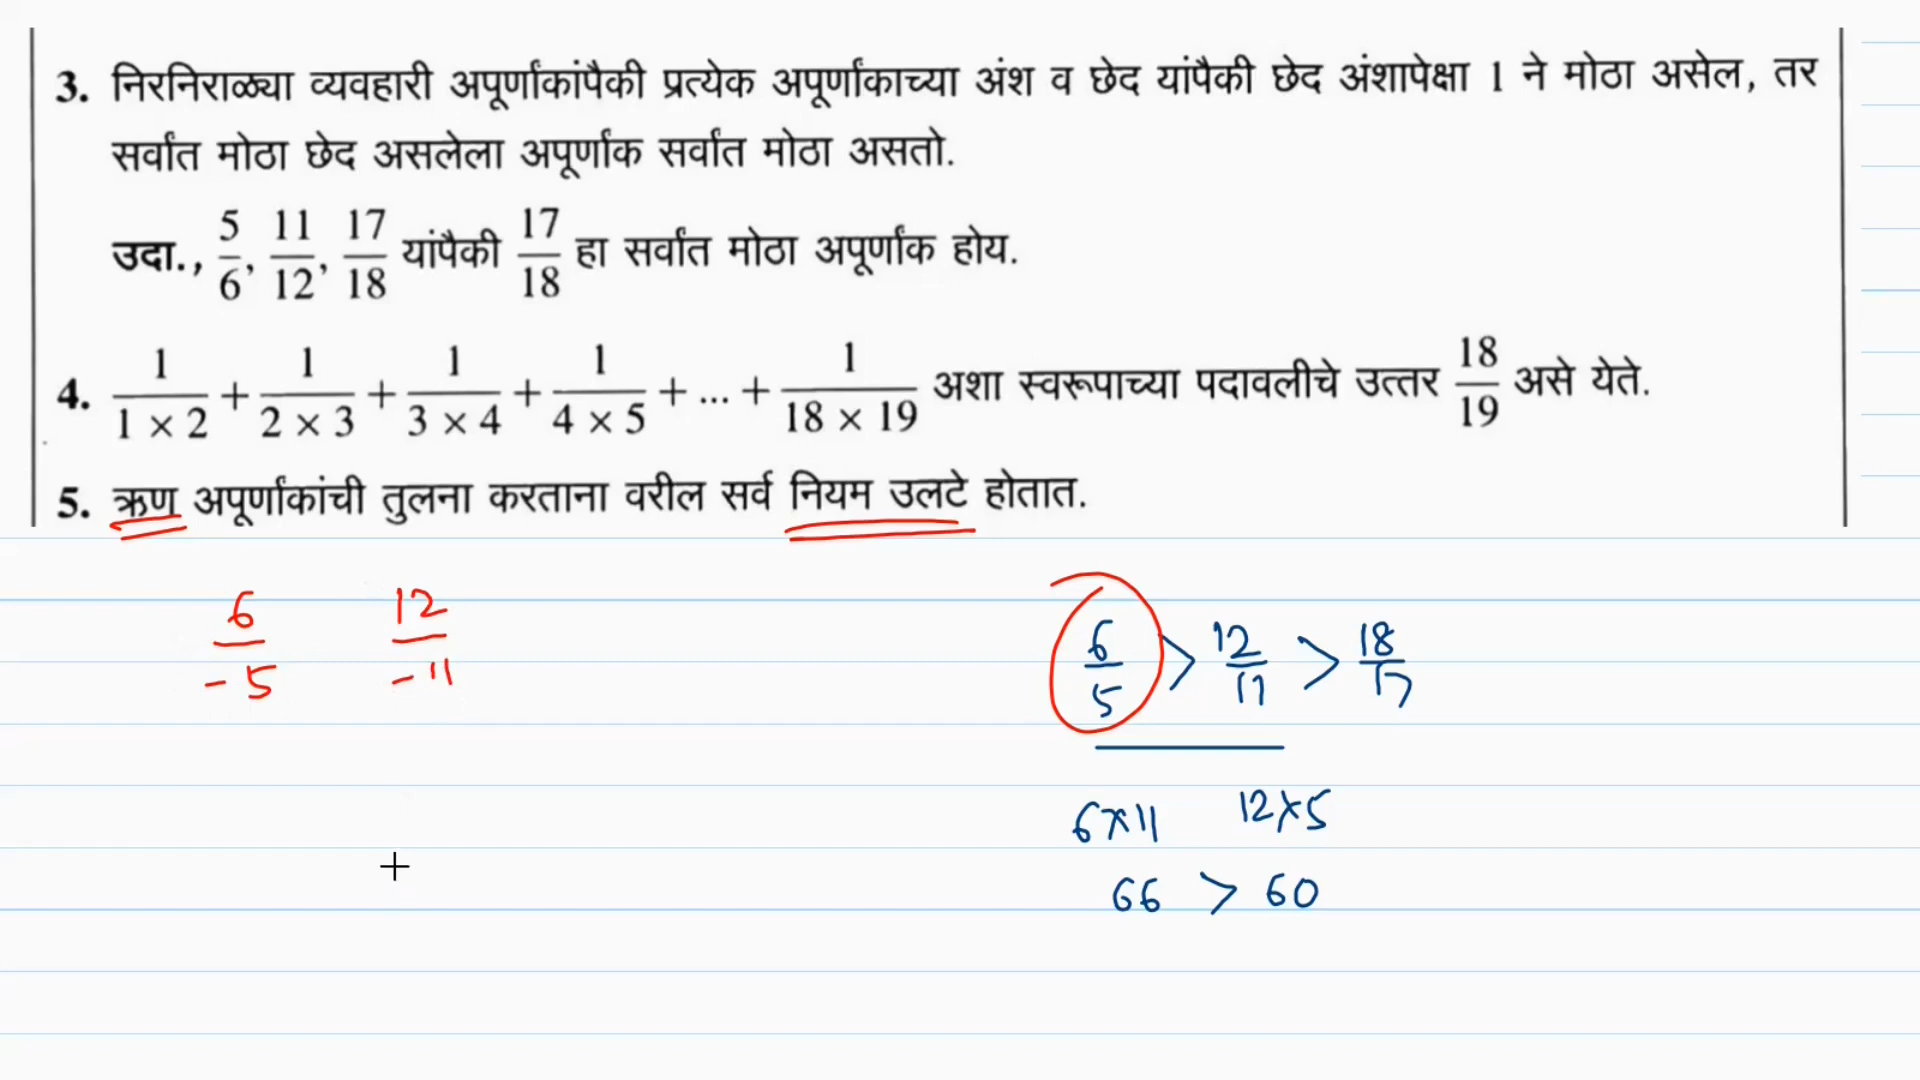 3. निरनिराळ्या व्यवहारी अपूर्णांकांपैकी प्रत्येक अपूर्णाकाच्या अंश व छेद यांपैकी छेद अंशापेक्षा 1 ने मोठा असेल, तर
सर्वांत मोठा छेद असलेला अपूर्णांक सर्वांत मोठा असतो.
उदा., 5/6, 11/12, 17/18 यांपैकी 17/18 हा सर्वांत मोठा अपूर्णांक होय.
4. 1/(1 × 2) + 1/(2 × 3) + 1/(3 × 4) + 1/(4 × 5) + ... + 1/(18 × 19) अशा स्वरूपाच्या पदावलीचे उत्तर 18/19 असे येते.
5. ऋण अपूर्णांकांची तुलना करताना वरील सर्व नियम उलटे होतात.
6/-5 12/-11
6/5 > 12/11 > 18/17
6×11 12×5
66 > 60